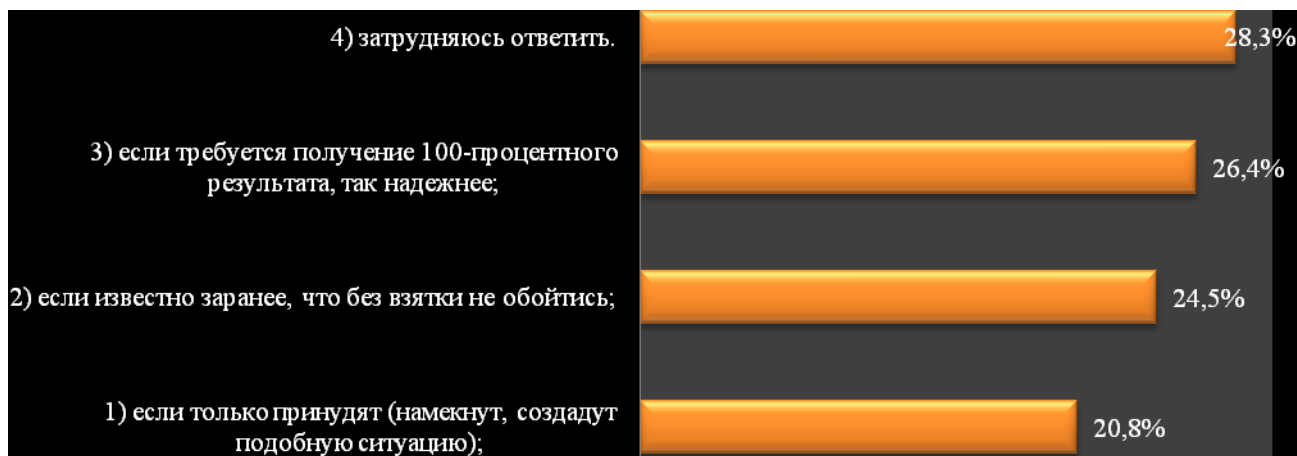 4) затрудняюсь ответить.
28,3%
3) если требуется получение 100-процентного
результата, так надежнее;
26,4%
2) если известно заранее, что без взятки не обойтись;
24,5%
1) если только принудят (намекнут, создадут
подобную ситуацию);
20,8%